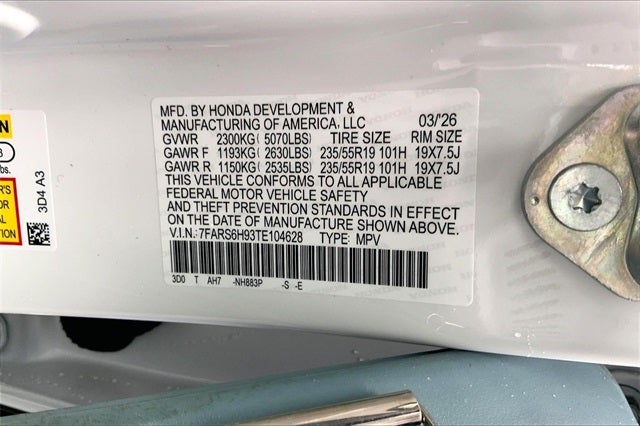 MFD. BY HONDA DEVELOPMENT &
MANUFACTURING OF AMERICA, LLC 03/'26
GVWR 2300KG( 5070LBS) TIRE SIZE RIM SIZE
GAWR F 1193KG( 2630LBS) 235/55R19 101H 19X7.5J
GAWR R 1150KG( 2535LBS) 235/55R19 101H 19X7.5J
THIS VEHICLE CONFORMS TO ALL APPLICABLE
FEDERAL MOTOR VEHICLE SAFETY
AND THEFT PREVENTION STANDARDS IN EFFECT
ON THE DATE OF MANUFACTURE SHOWN ABOVE.
V.I.N.: 7FARS6H93TE104628 TYPE: MPV
3D0 T AH7 -NH883P -S -E
3D4 A3